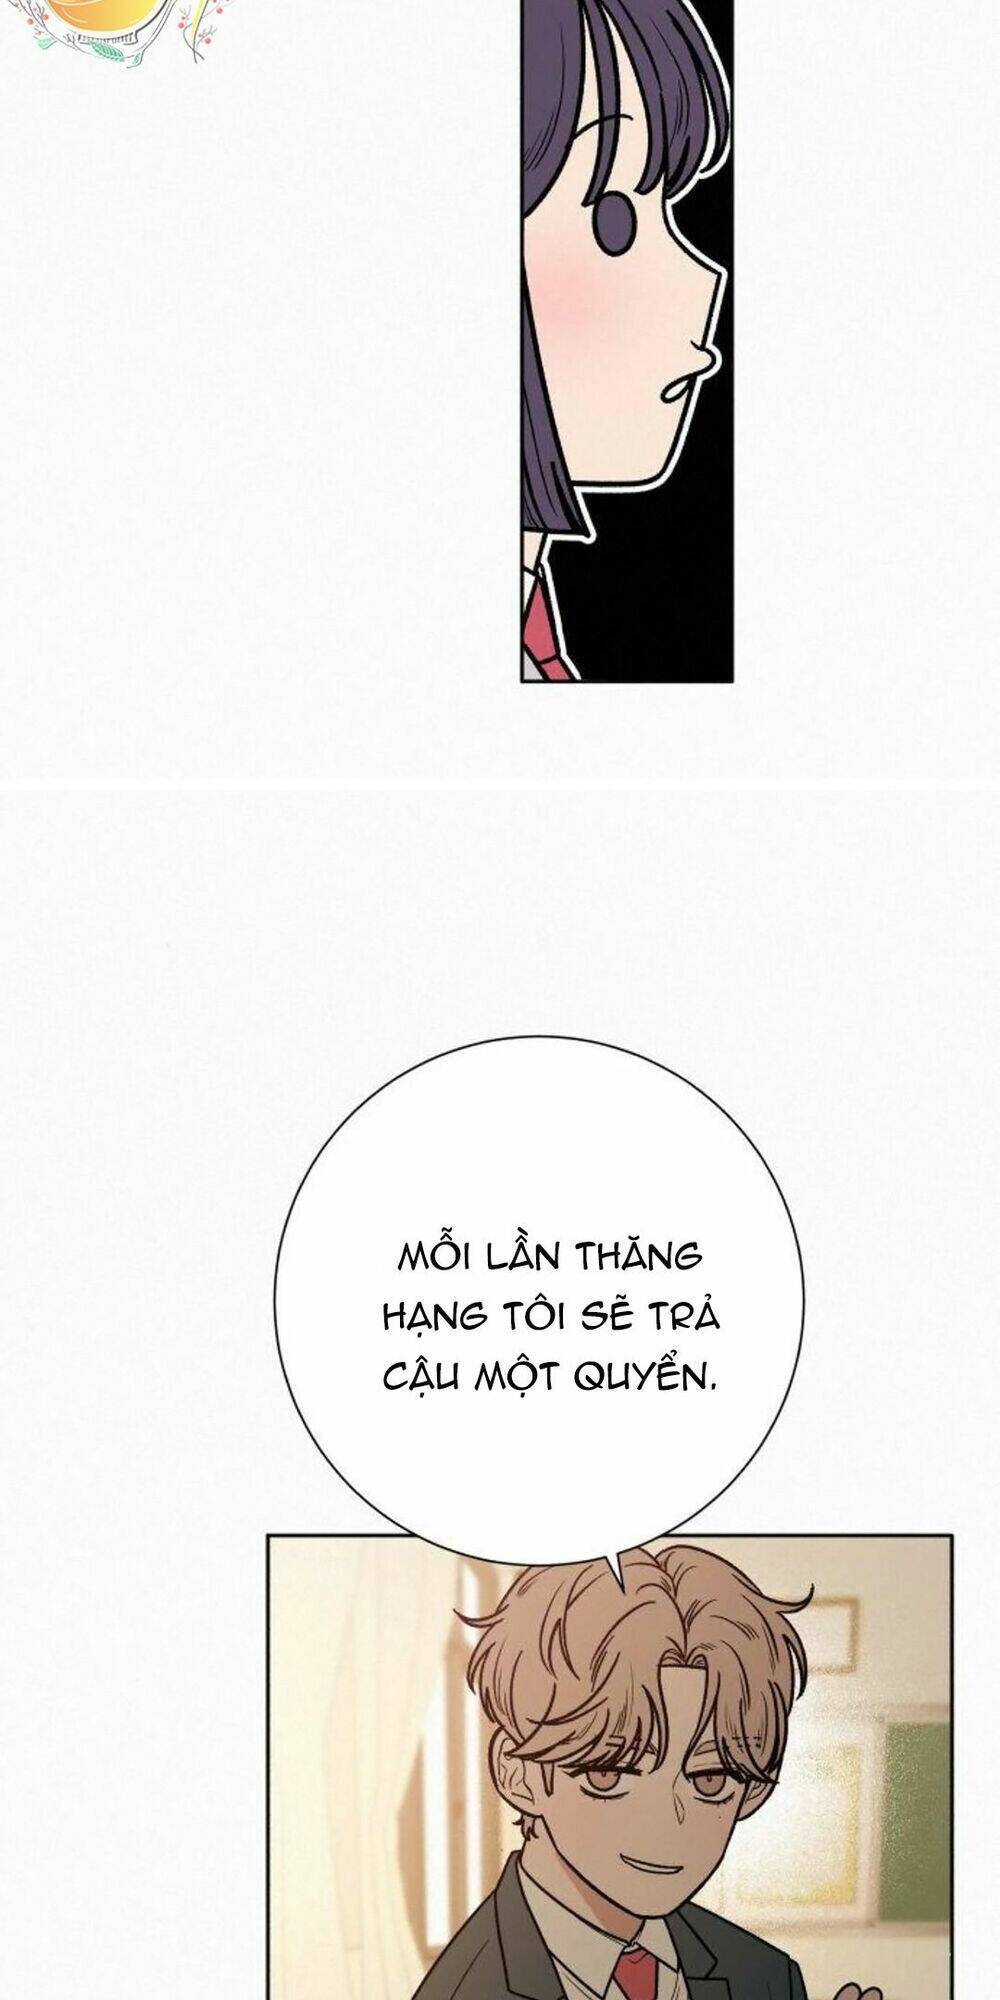 MỖI LẦN THĂNG
HẠNG TÔI SẼ TRẢ
CẬU MỘT QUYỂN.